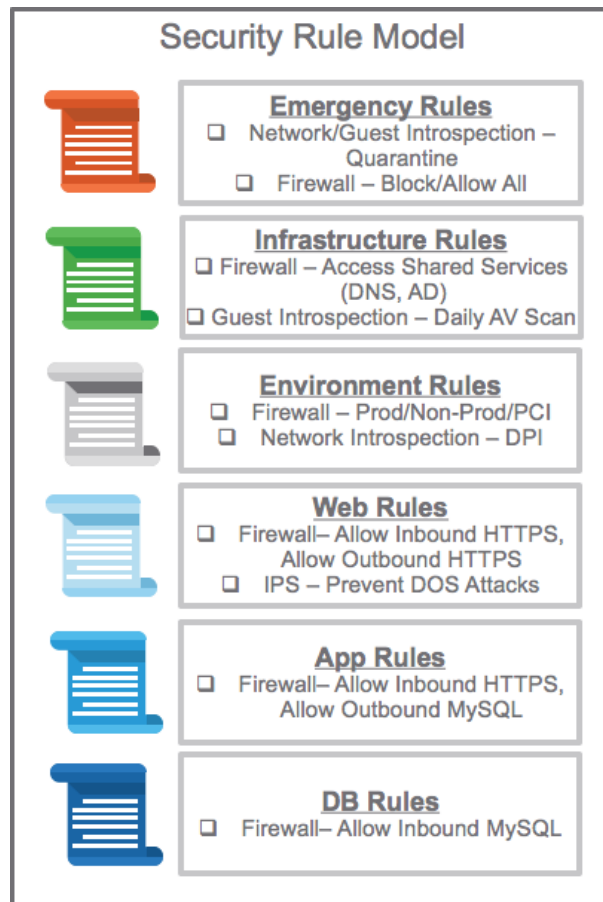 Security Rule Model
Emergency Rules
❑ Network/Guest Introspection –
Quarantine
❑ Firewall – Block/Allow All
Infrastructure Rules
❑ Firewall – Access Shared Services
(DNS, AD)
❑ Guest Introspection – Daily AV Scan
Environment Rules
❑ Firewall – Prod/Non-Prod/PCI
❑ Network Introspection – DPI
Web Rules
❑ Firewall– Allow Inbound HTTPS,
Allow Outbound HTTPS
❑ IPS – Prevent DOS Attacks
App Rules
❑ Firewall– Allow Inbound HTTPS,
Allow Outbound MySQL
DB Rules
❑ Firewall– Allow Inbound MySQL